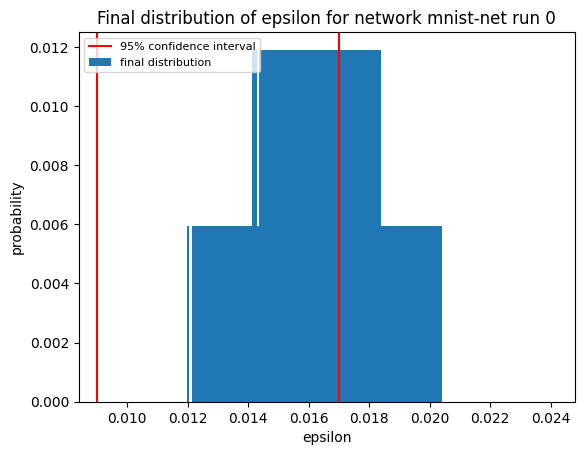 Final distribution of epsilon for network mnist-net run 0
95% confidence interval
final distribution
probability
0.012
0.010
0.008
0.006
0.004
0.002
0.000
0.010 0.012 0.014 0.016 0.018 0.020 0.022 0.024
epsilon